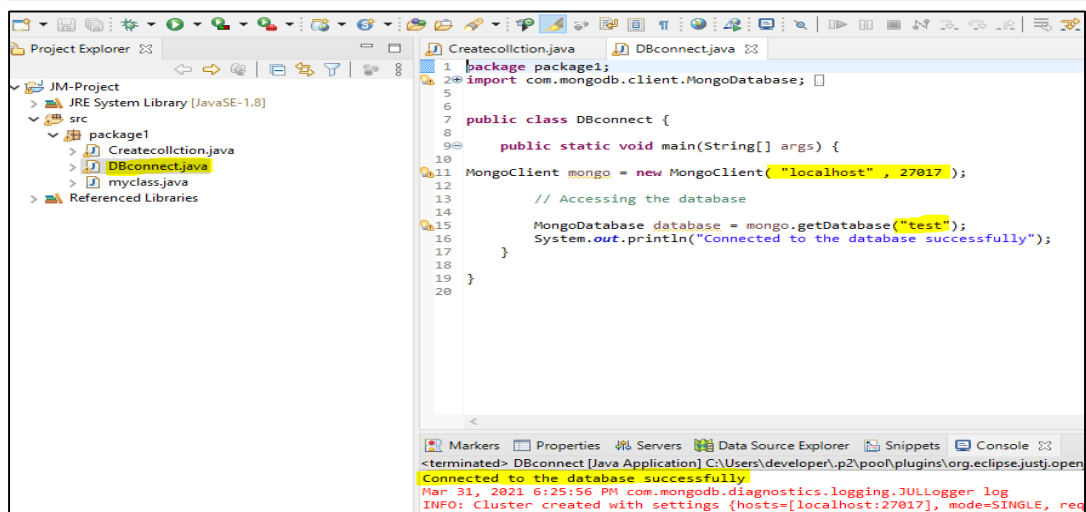 Project Explorer
JM-Project
JRE System Library [JavaSE-1.8]
src
package1
Createcollction.java
DBconnect.java
myclass.java
Referenced Libraries
Createcollction.java
DBconnect.java
1 package package1;
2 import com.mongodb.client.MongoDatabase;
5
6
7 public class DBconnect {
8
9 public static void main(String[] args) {
10
11 MongoClient mongo = new MongoClient( "localhost" , 27017 );
12
13 // Accessing the database
14
15 MongoDatabase database = mongo.getDatabase("test");
16 System.out.println("Connected to the database successfully");
17 }
18
19 }
20
Markers Properties Servers Data Source Explorer Snippets Console
<terminated> DBconnect [Java Application] C:\Users\developer\.p2\pool\plugins\org.eclipse.justj.open
Connected to the database successfully
Mar 31, 2021 6:25:56 PM com.mongodb.diagnostics.logging.JULLogger log
INFO: Cluster created with settings {hosts=[localhost:27017], mode=SINGLE, req